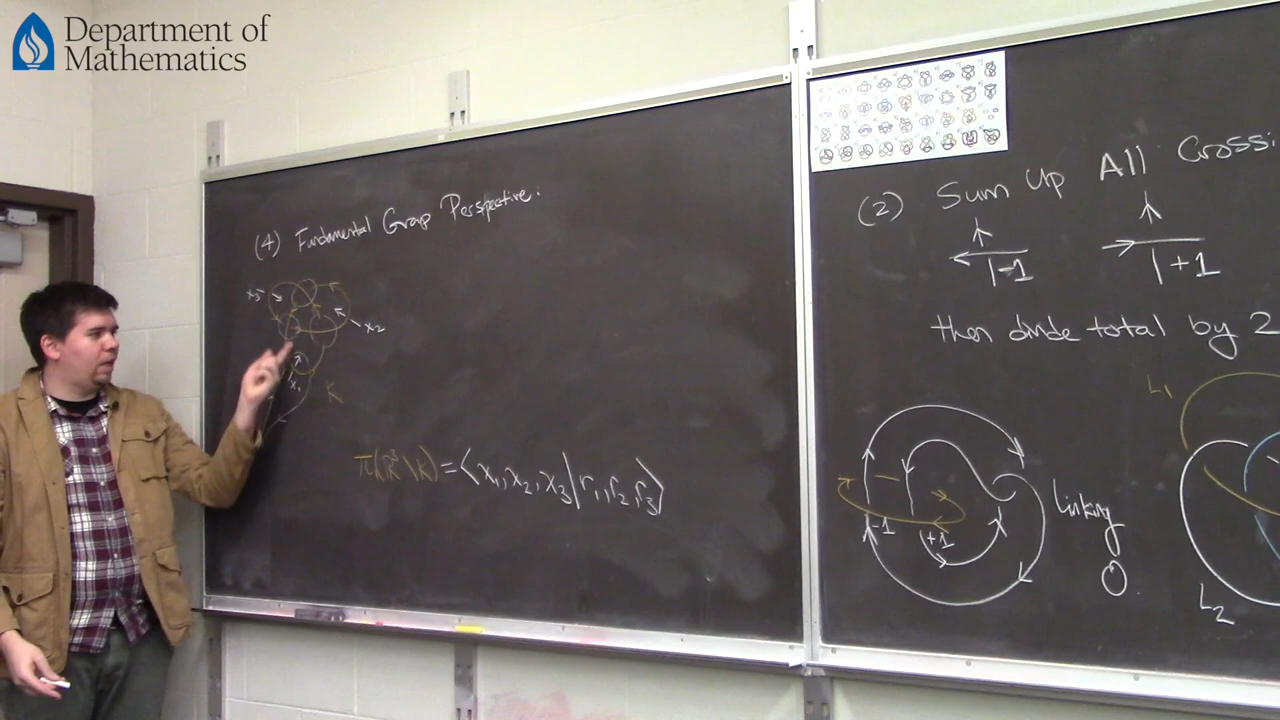 Department of
Mathematics
(4) Fundamental Group Perspective:
x3
x2
x1
K
π(ℝ³\K) = ⟨x₁, x₂, x₃ | r₁, r₂, r₃⟩
(2) Sum Up All Crossi
-1
+1
then divide total by 2
-1
+1
Linking
0
L₁
L₂